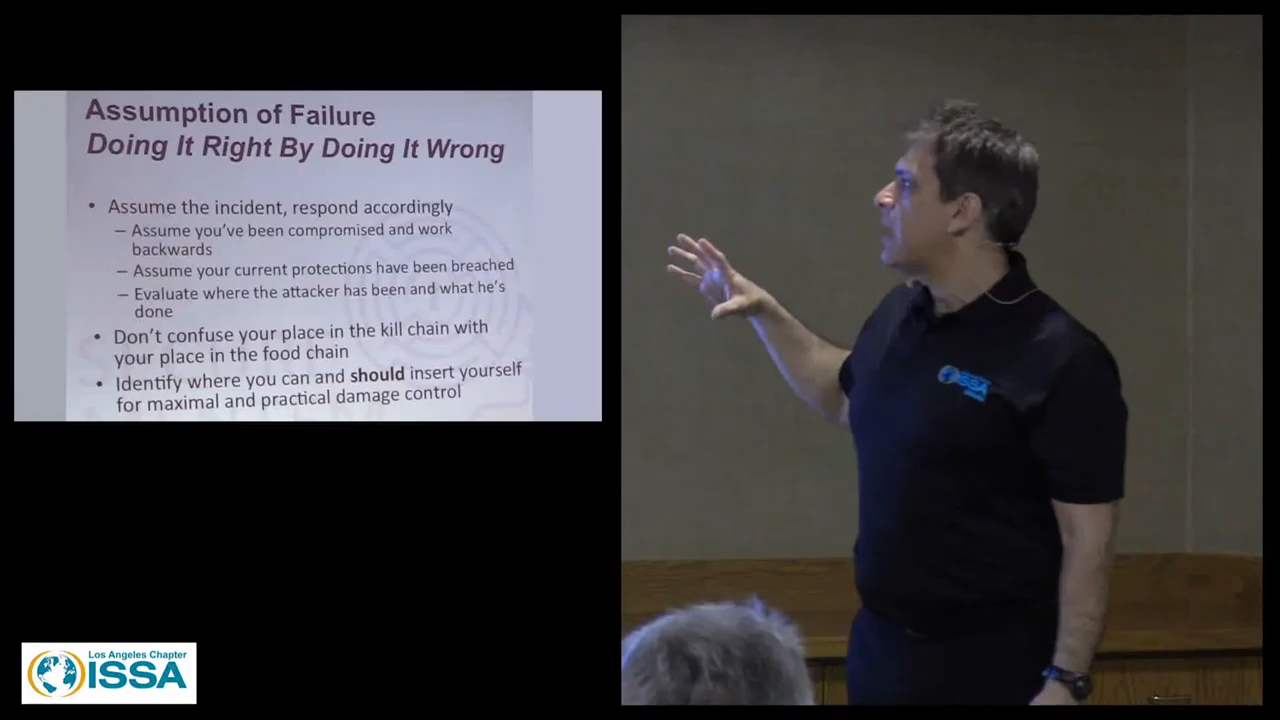 Assumption of Failure
Doing It Right By Doing It Wrong
• Assume the incident, respond accordingly
– Assume you've been compromised and work
backwards
– Assume your current protections have been breached
– Evaluate where the attacker has been and what he's
done
• Don't confuse your place in the kill chain with
your place in the food chain
• Identify where you can and should insert yourself
for maximal and practical damage control
ISSA
Los Angeles Chapter
ISSA